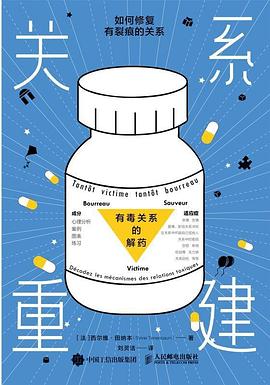 如何修复
有裂痕的关系
关系
重建
Tantôt victime tantôt bourreau
Bourreau
Sauveur
成分
心理分析
案例
图表
练习
适应症
有毒关系
的
解药
Victime
Décodez les mécanismes des relations toxiques
[法]西尔维·田纳本
著
刘灵洁 译
中国工信出版集团
人民邮电出版社